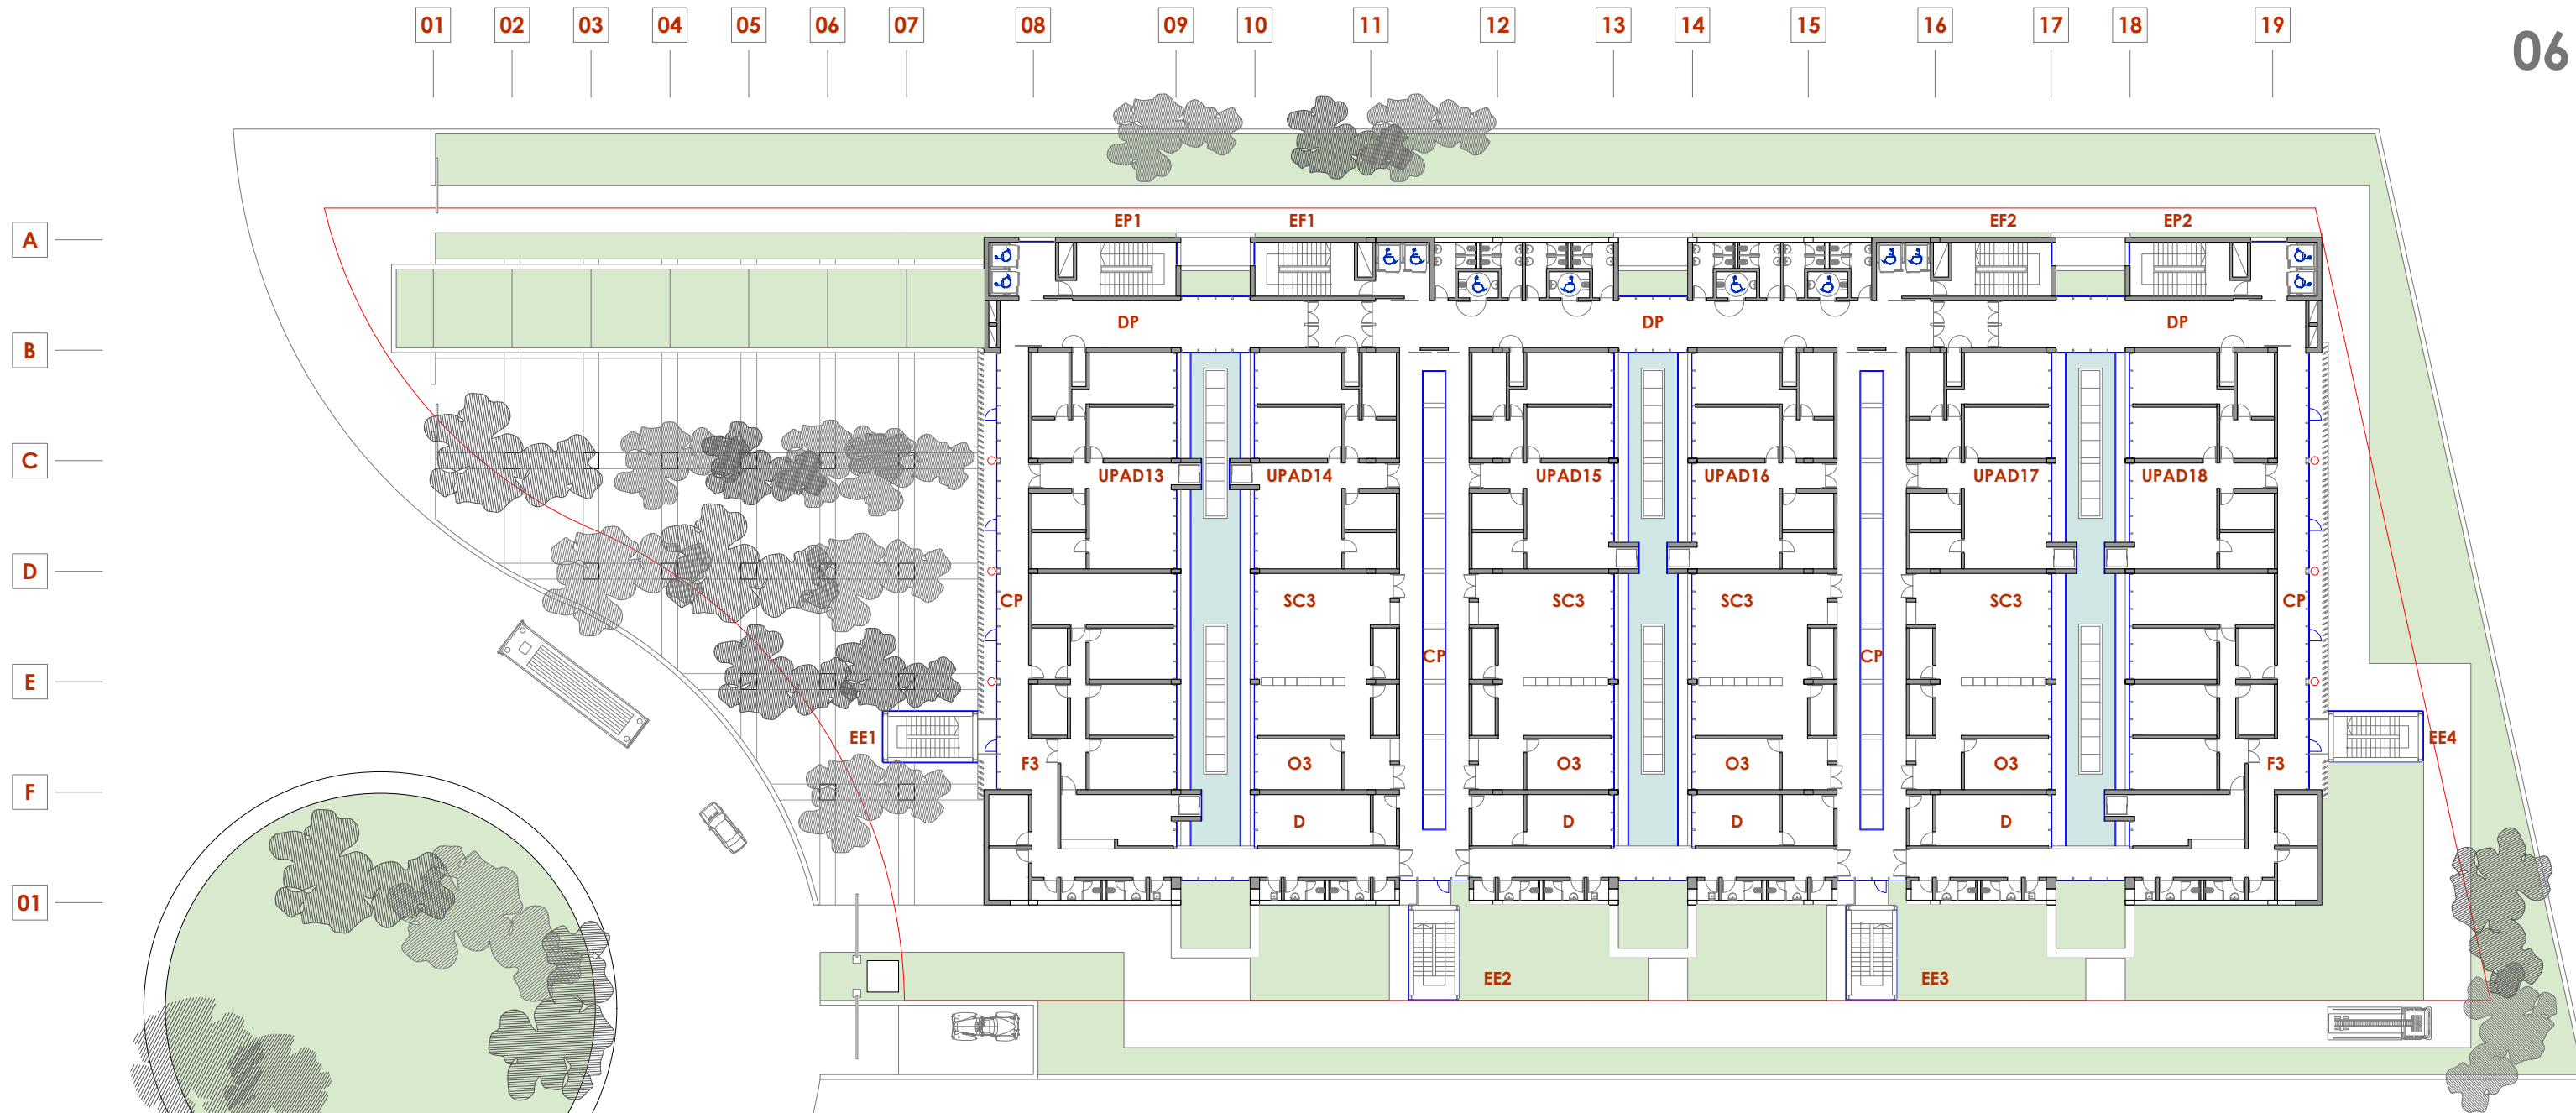 01 02 03 04 05 06 07 08 09 10 11 12 13 14 15 16 17 18 19
06
A
EP1 EF1 EF2 EP2
DP DP DP
B
C
UPAD13 UPAD14 UPAD15 UPAD16 UPAD17 UPAD18
D
CP SC3 SC3 SC3 SC3 CP
CP CP
E
EE1 EE4
F3 O3 O3 O3 O3 F3
F
D D D D
01
EE2 EE3